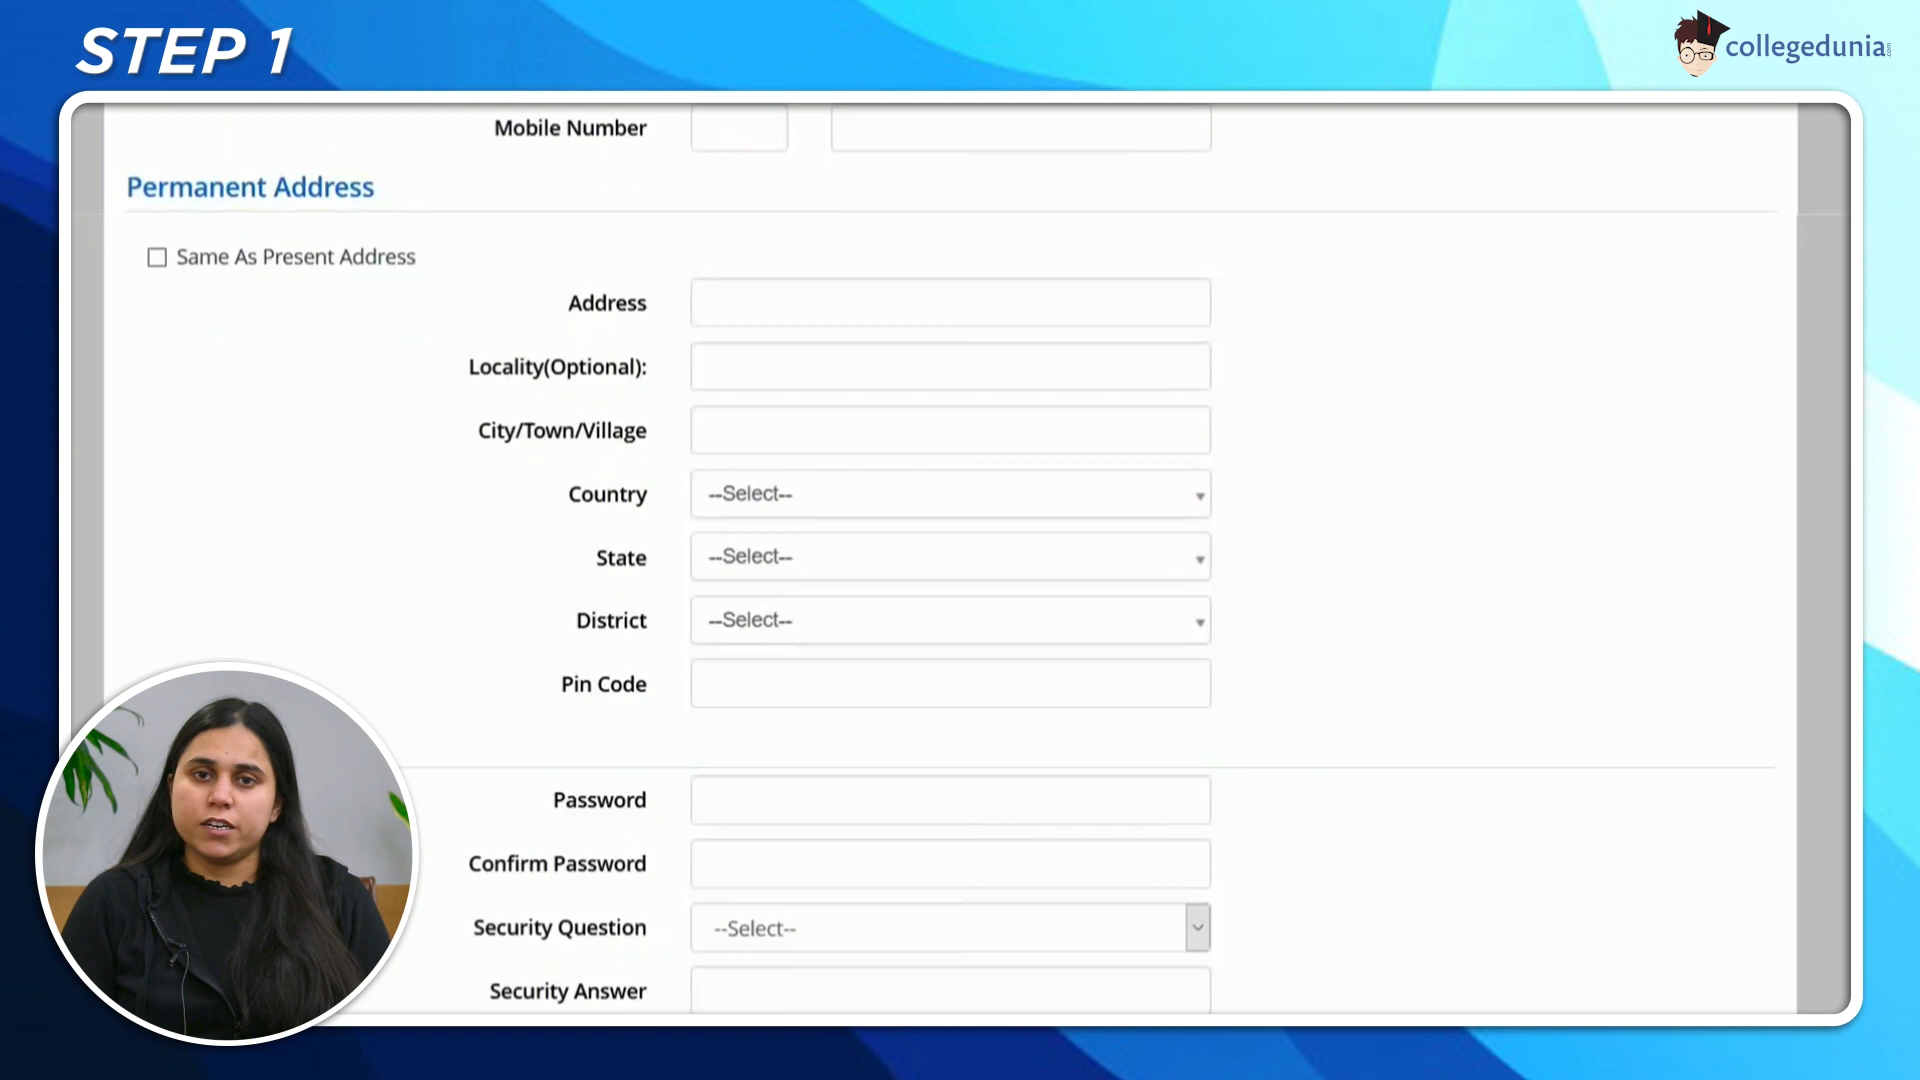 STEP 1
collegedunia
Mobile Number
Permanent Address
Same As Present Address
Address
Locality(Optional):
City/Town/Village
Country --Select--
State --Select--
District --Select--
Pin Code
Password
Confirm Password
Security Question --Select--
Security Answer